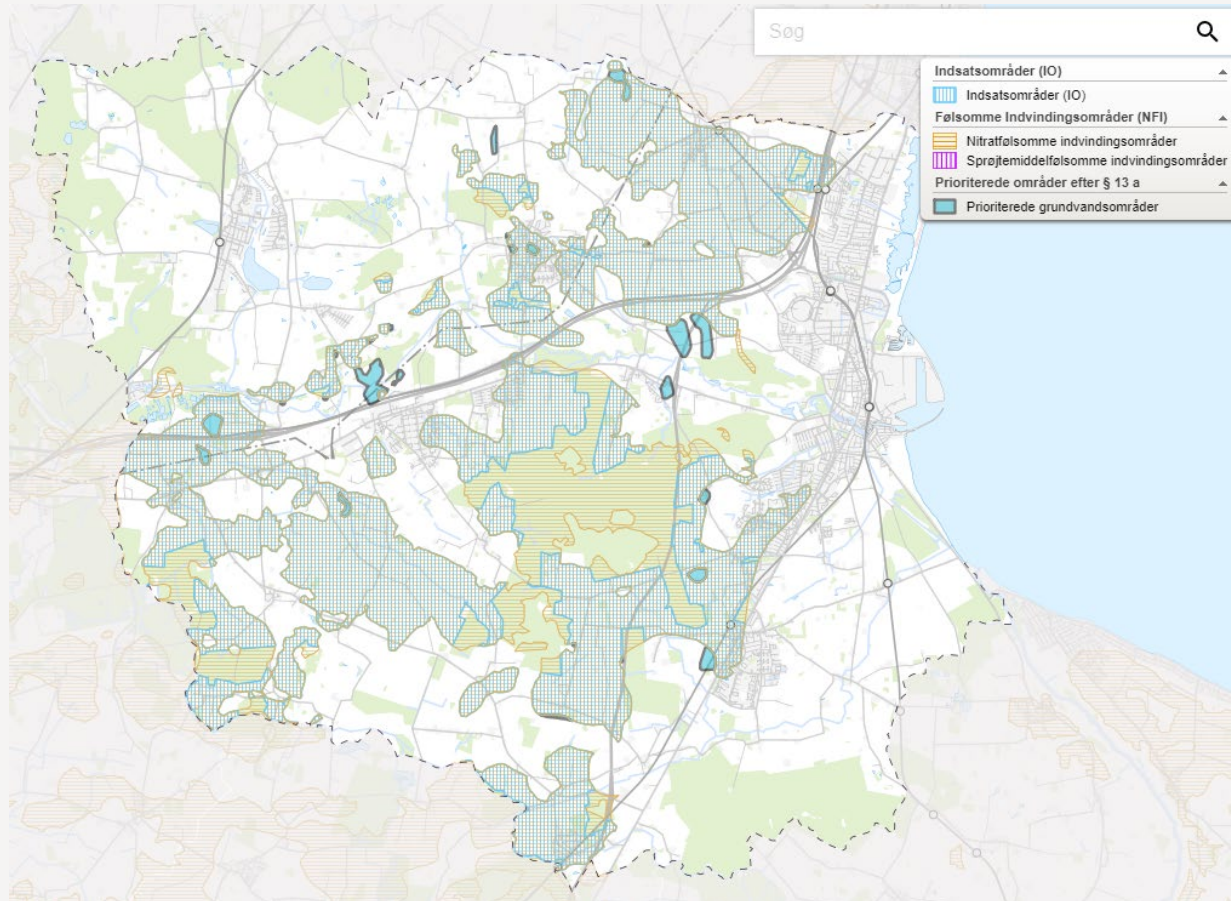 Søg
Indsatsområder (IO)
Indsatsområder (IO)
Følsomme Indvindingsområder (NFI)
Nitratfølsomme indvindingsområder
Sprøjtemiddelfølsomme indvindingsområder
Prioriterede områder efter § 13 a
Prioriterede grundvandsområder